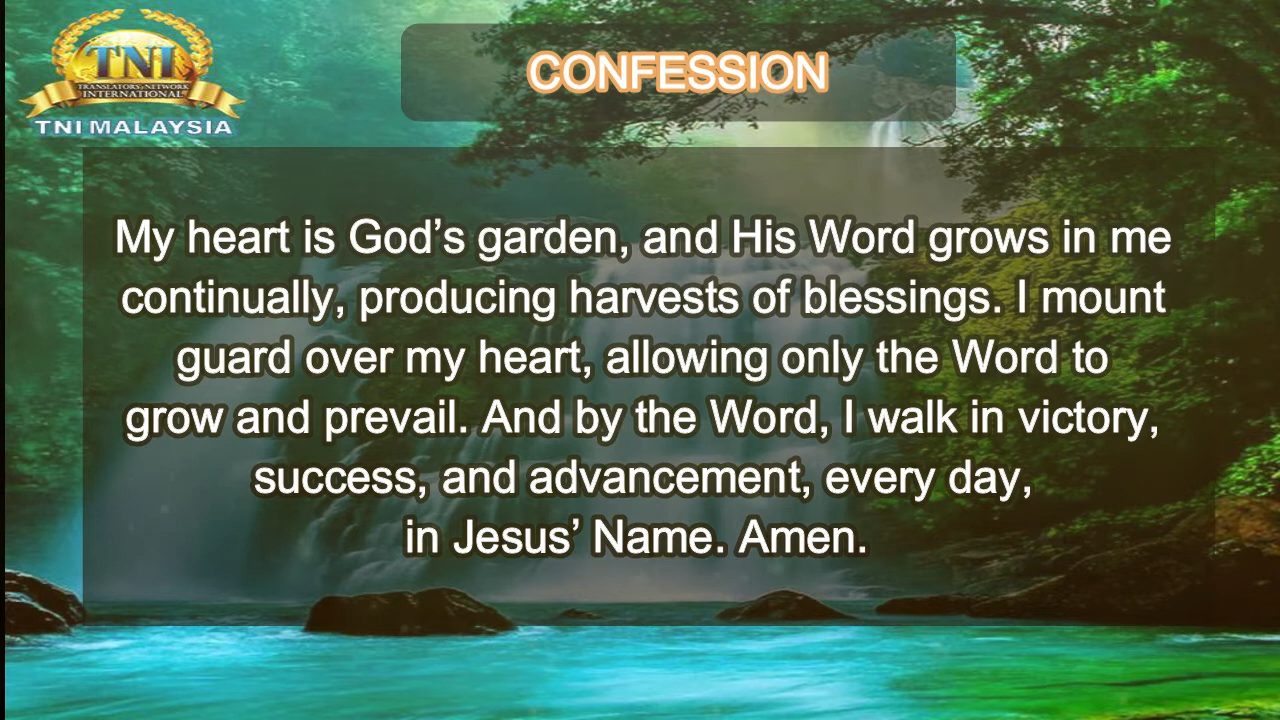 TNI
TRANSLATORS NETWORK
INTERNATIONAL
TNI MALAYSIA
CONFESSION
My heart is God’s garden, and His Word grows in me
continually, producing harvests of blessings. I mount
guard over my heart, allowing only the Word to
grow and prevail. And by the Word, I walk in victory,
success, and advancement, every day,
in Jesus’ Name. Amen.